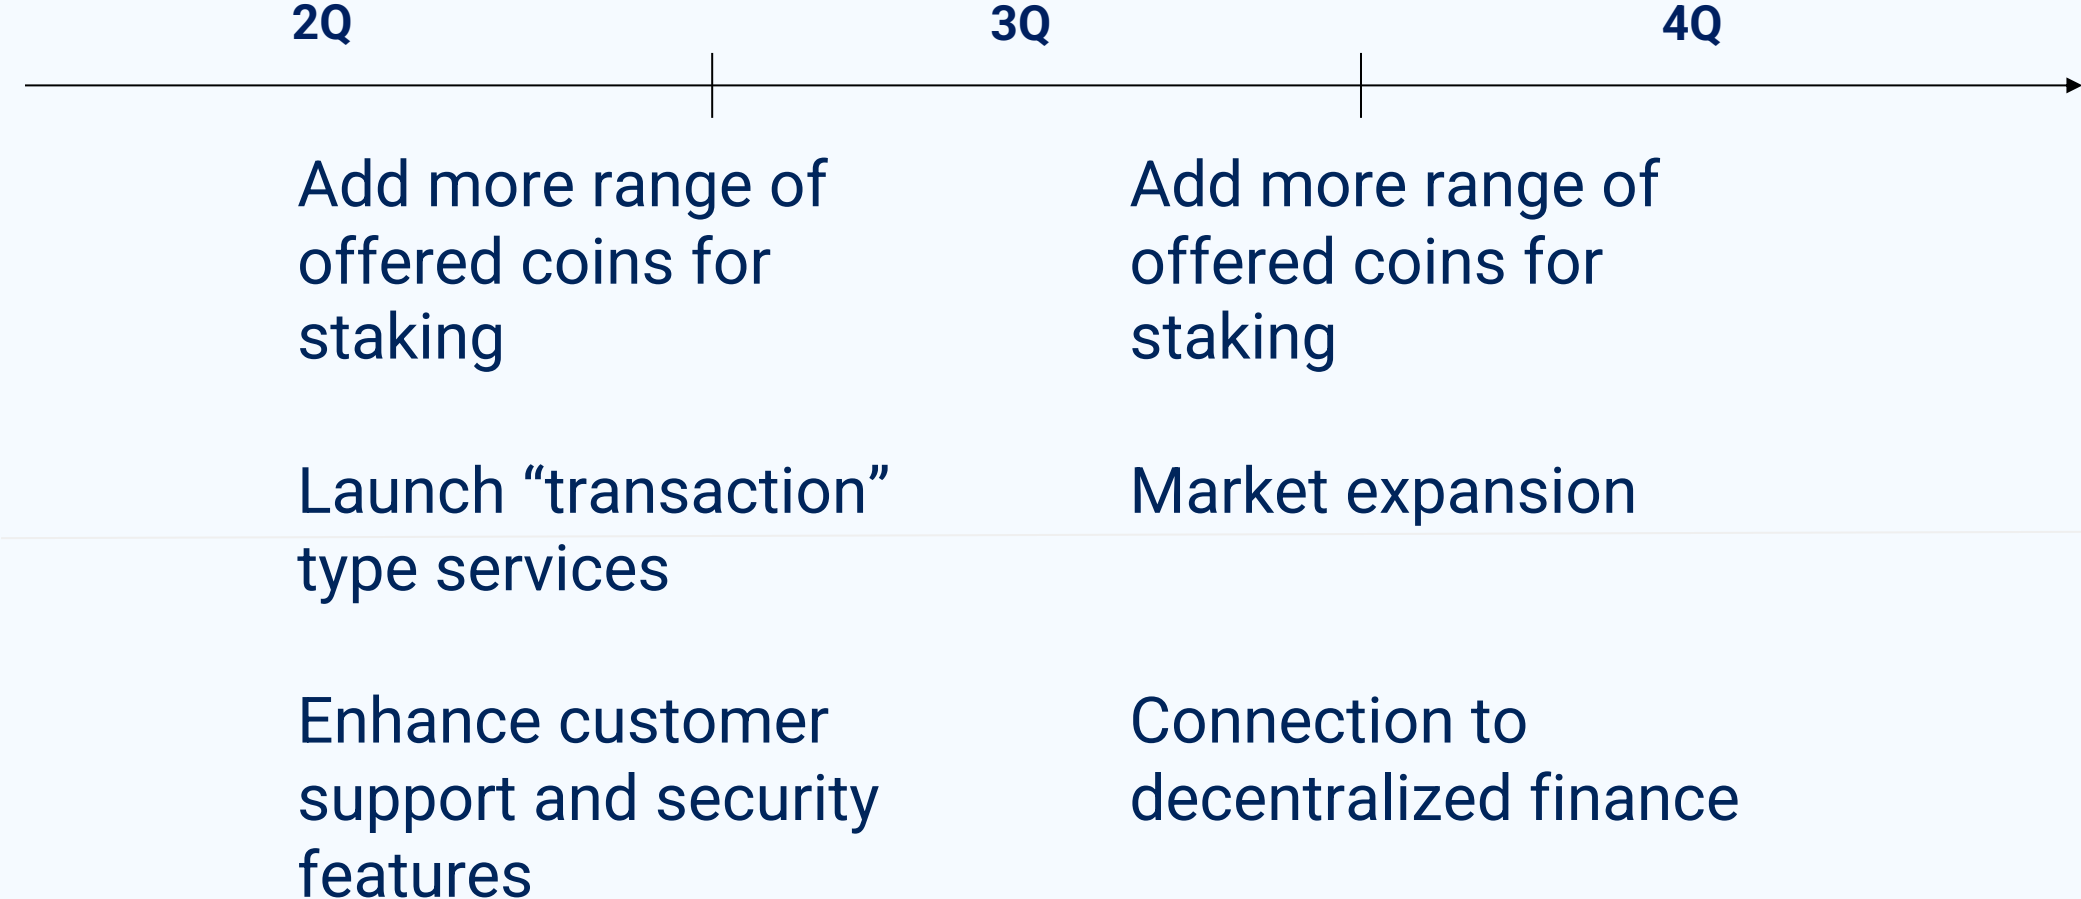 2Q
3Q
4Q
Add more range of
offered coins for
staking
Launch “transaction”
type services
Enhance customer
support and security
features
Add more range of
offered coins for
staking
Market expansion
Connection to
decentralized finance